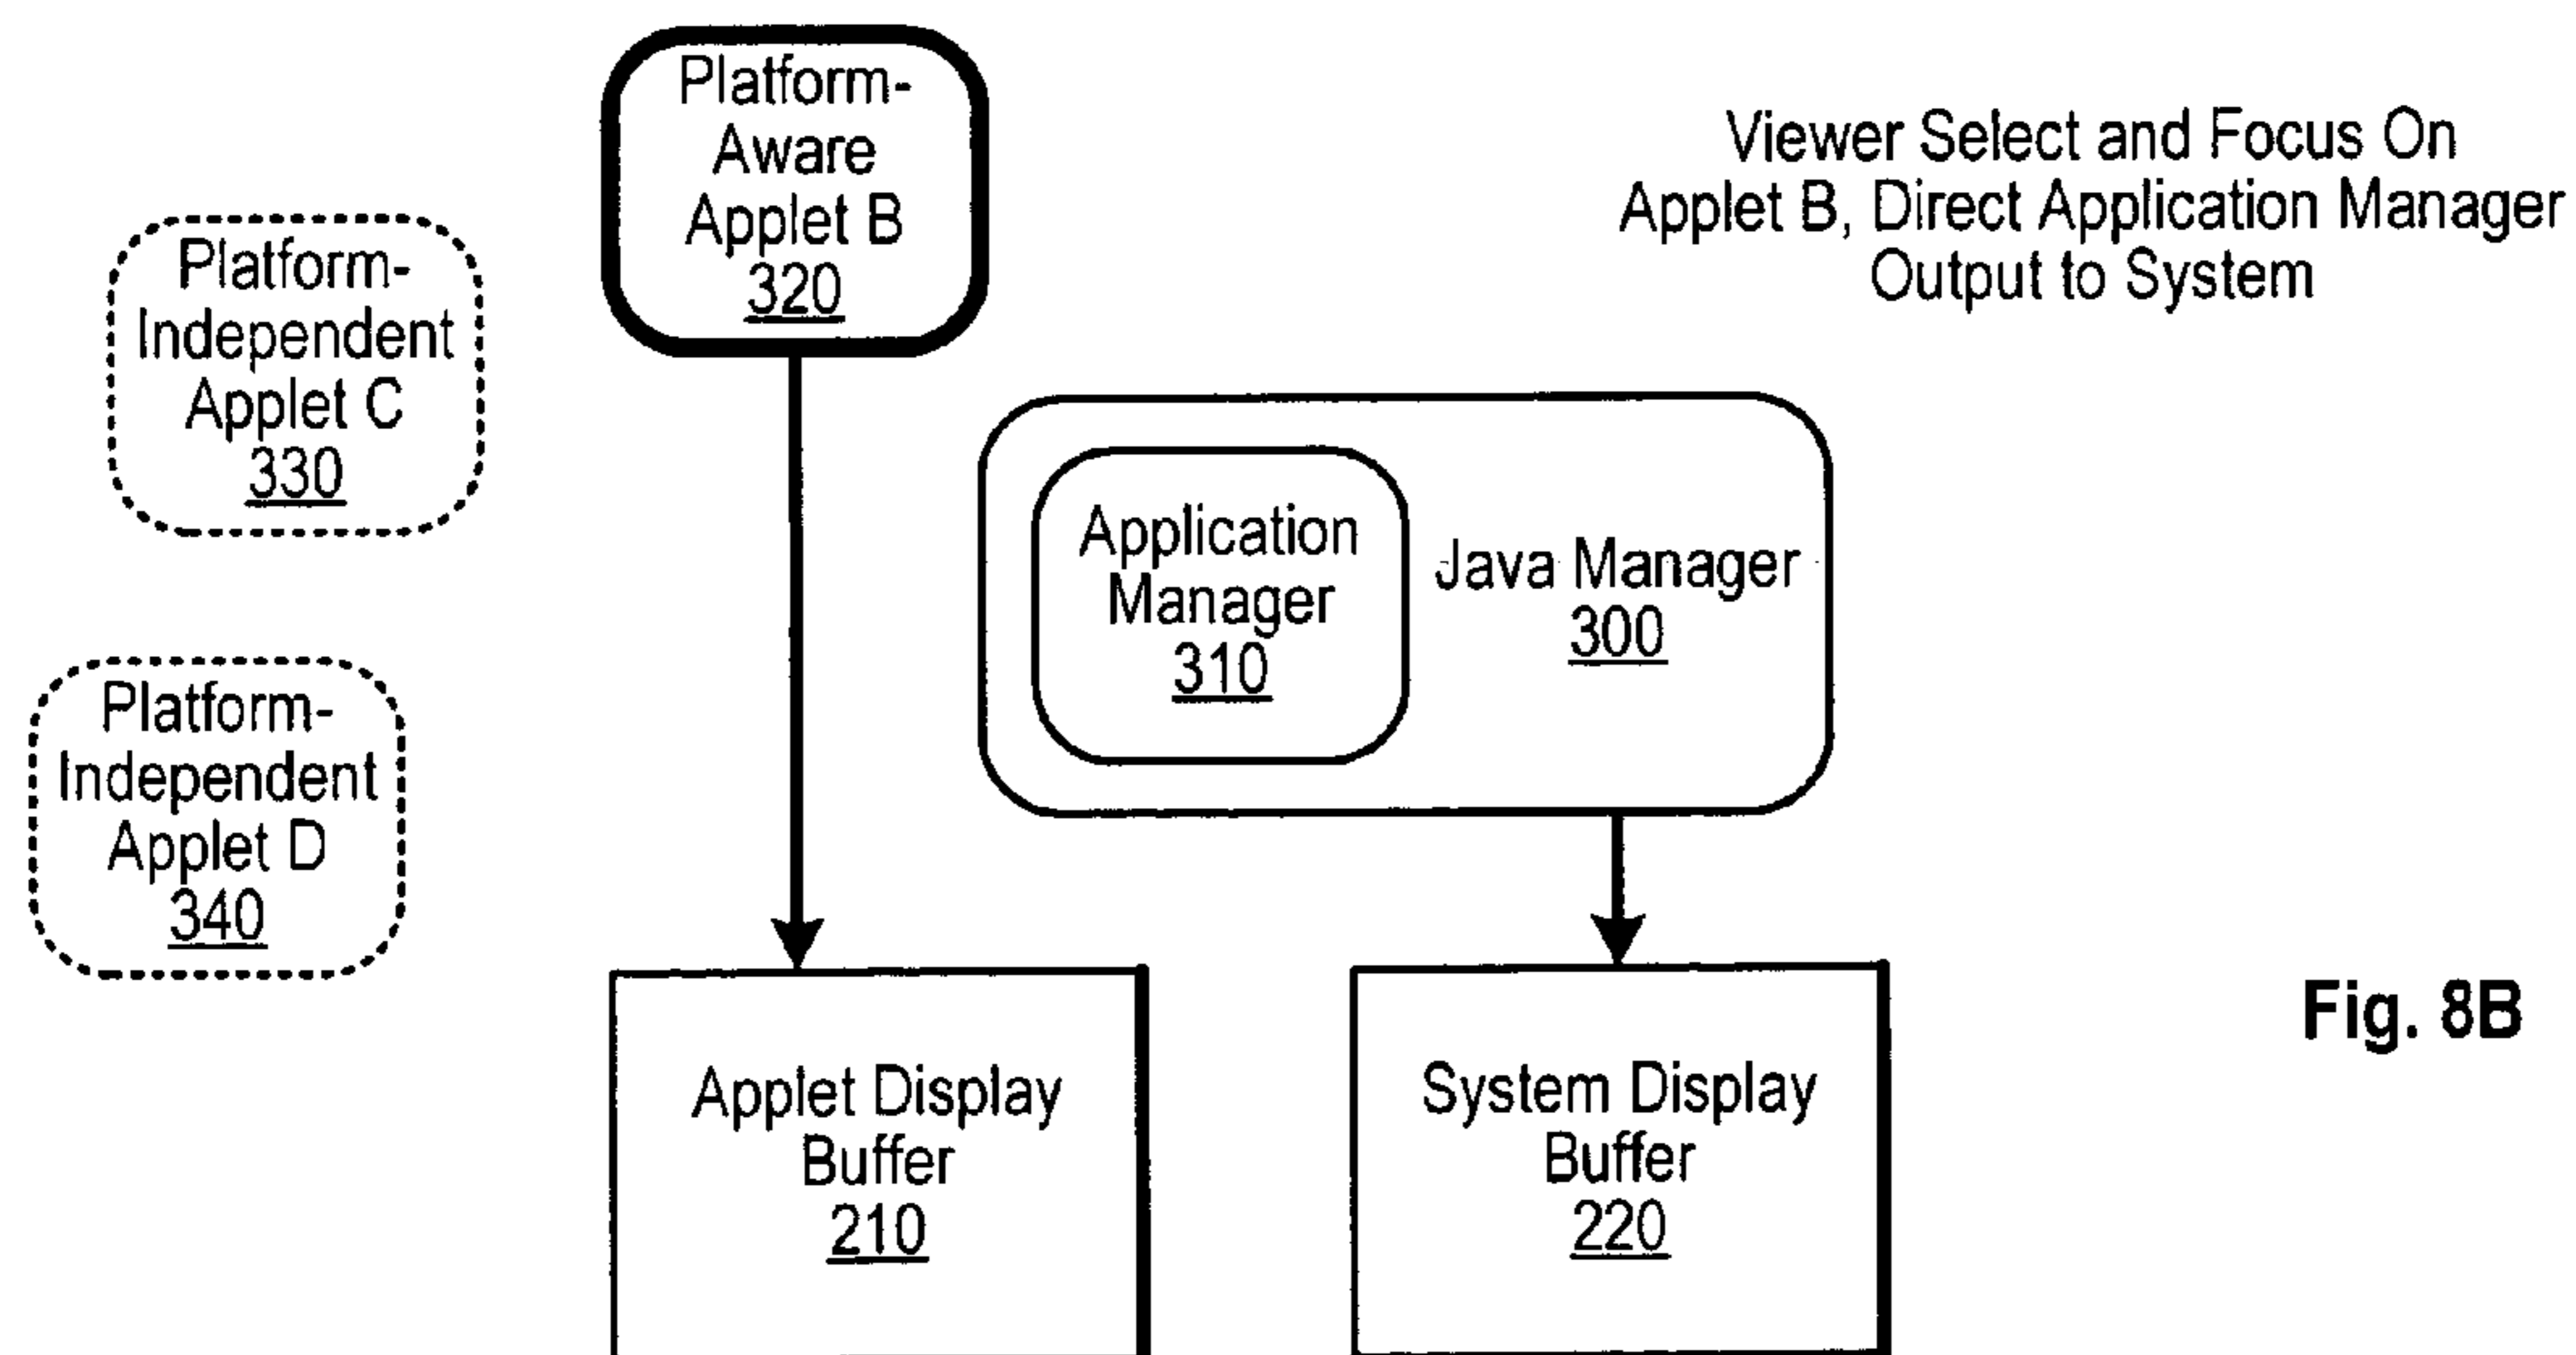 Platform-
Aware
Applet B
320
Viewer Select and Focus On
Applet B, Direct Application Manager
Output to System
Platform-
Independent
Applet C
330
Application
Manager
310
Java Manager
300
Platform-
Independent
Applet D
340
Applet Display
Buffer
210
System Display
Buffer
220
Fig. 8B